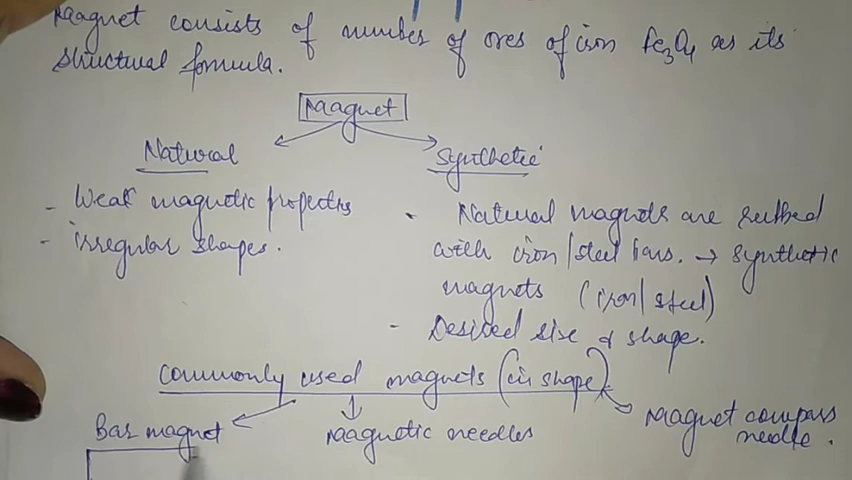 Magnet consists of number of ores of iron Fe3O4 as its
structural formula.
Magnet
Natural
Synthetic
- Weak magnetic properties
- irregular shapes.
- Natural magnets are rubbed
with iron/steel bars. → synthetic
magnets (iron/steel)
- Desired size & shape.
commonly used magnets (in shape)
Bar magnet
Magnetic needles
Magnet compass
needle.